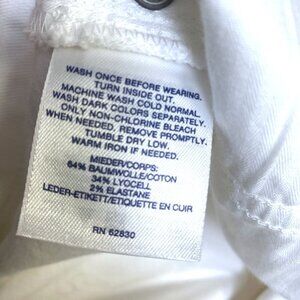 WASH ONCE BEFORE WEARING.
TURN INSIDE OUT.
MACHINE WASH COLD NORMAL.
WASH DARK COLORS SEPARATELY.
ONLY NON-CHLORINE BLEACH
WHEN NEEDED. REMOVE PROMPTLY.
TUMBLE DRY LOW.
WARM IRON IF NEEDED.
MIEDER/CORPS:
64% BAUMWOLLE/COTON
34% LYOCELL
2% ELASTANE
LEDER-ETIKETT/ETIQUETTE EN CUIR
RN 62830